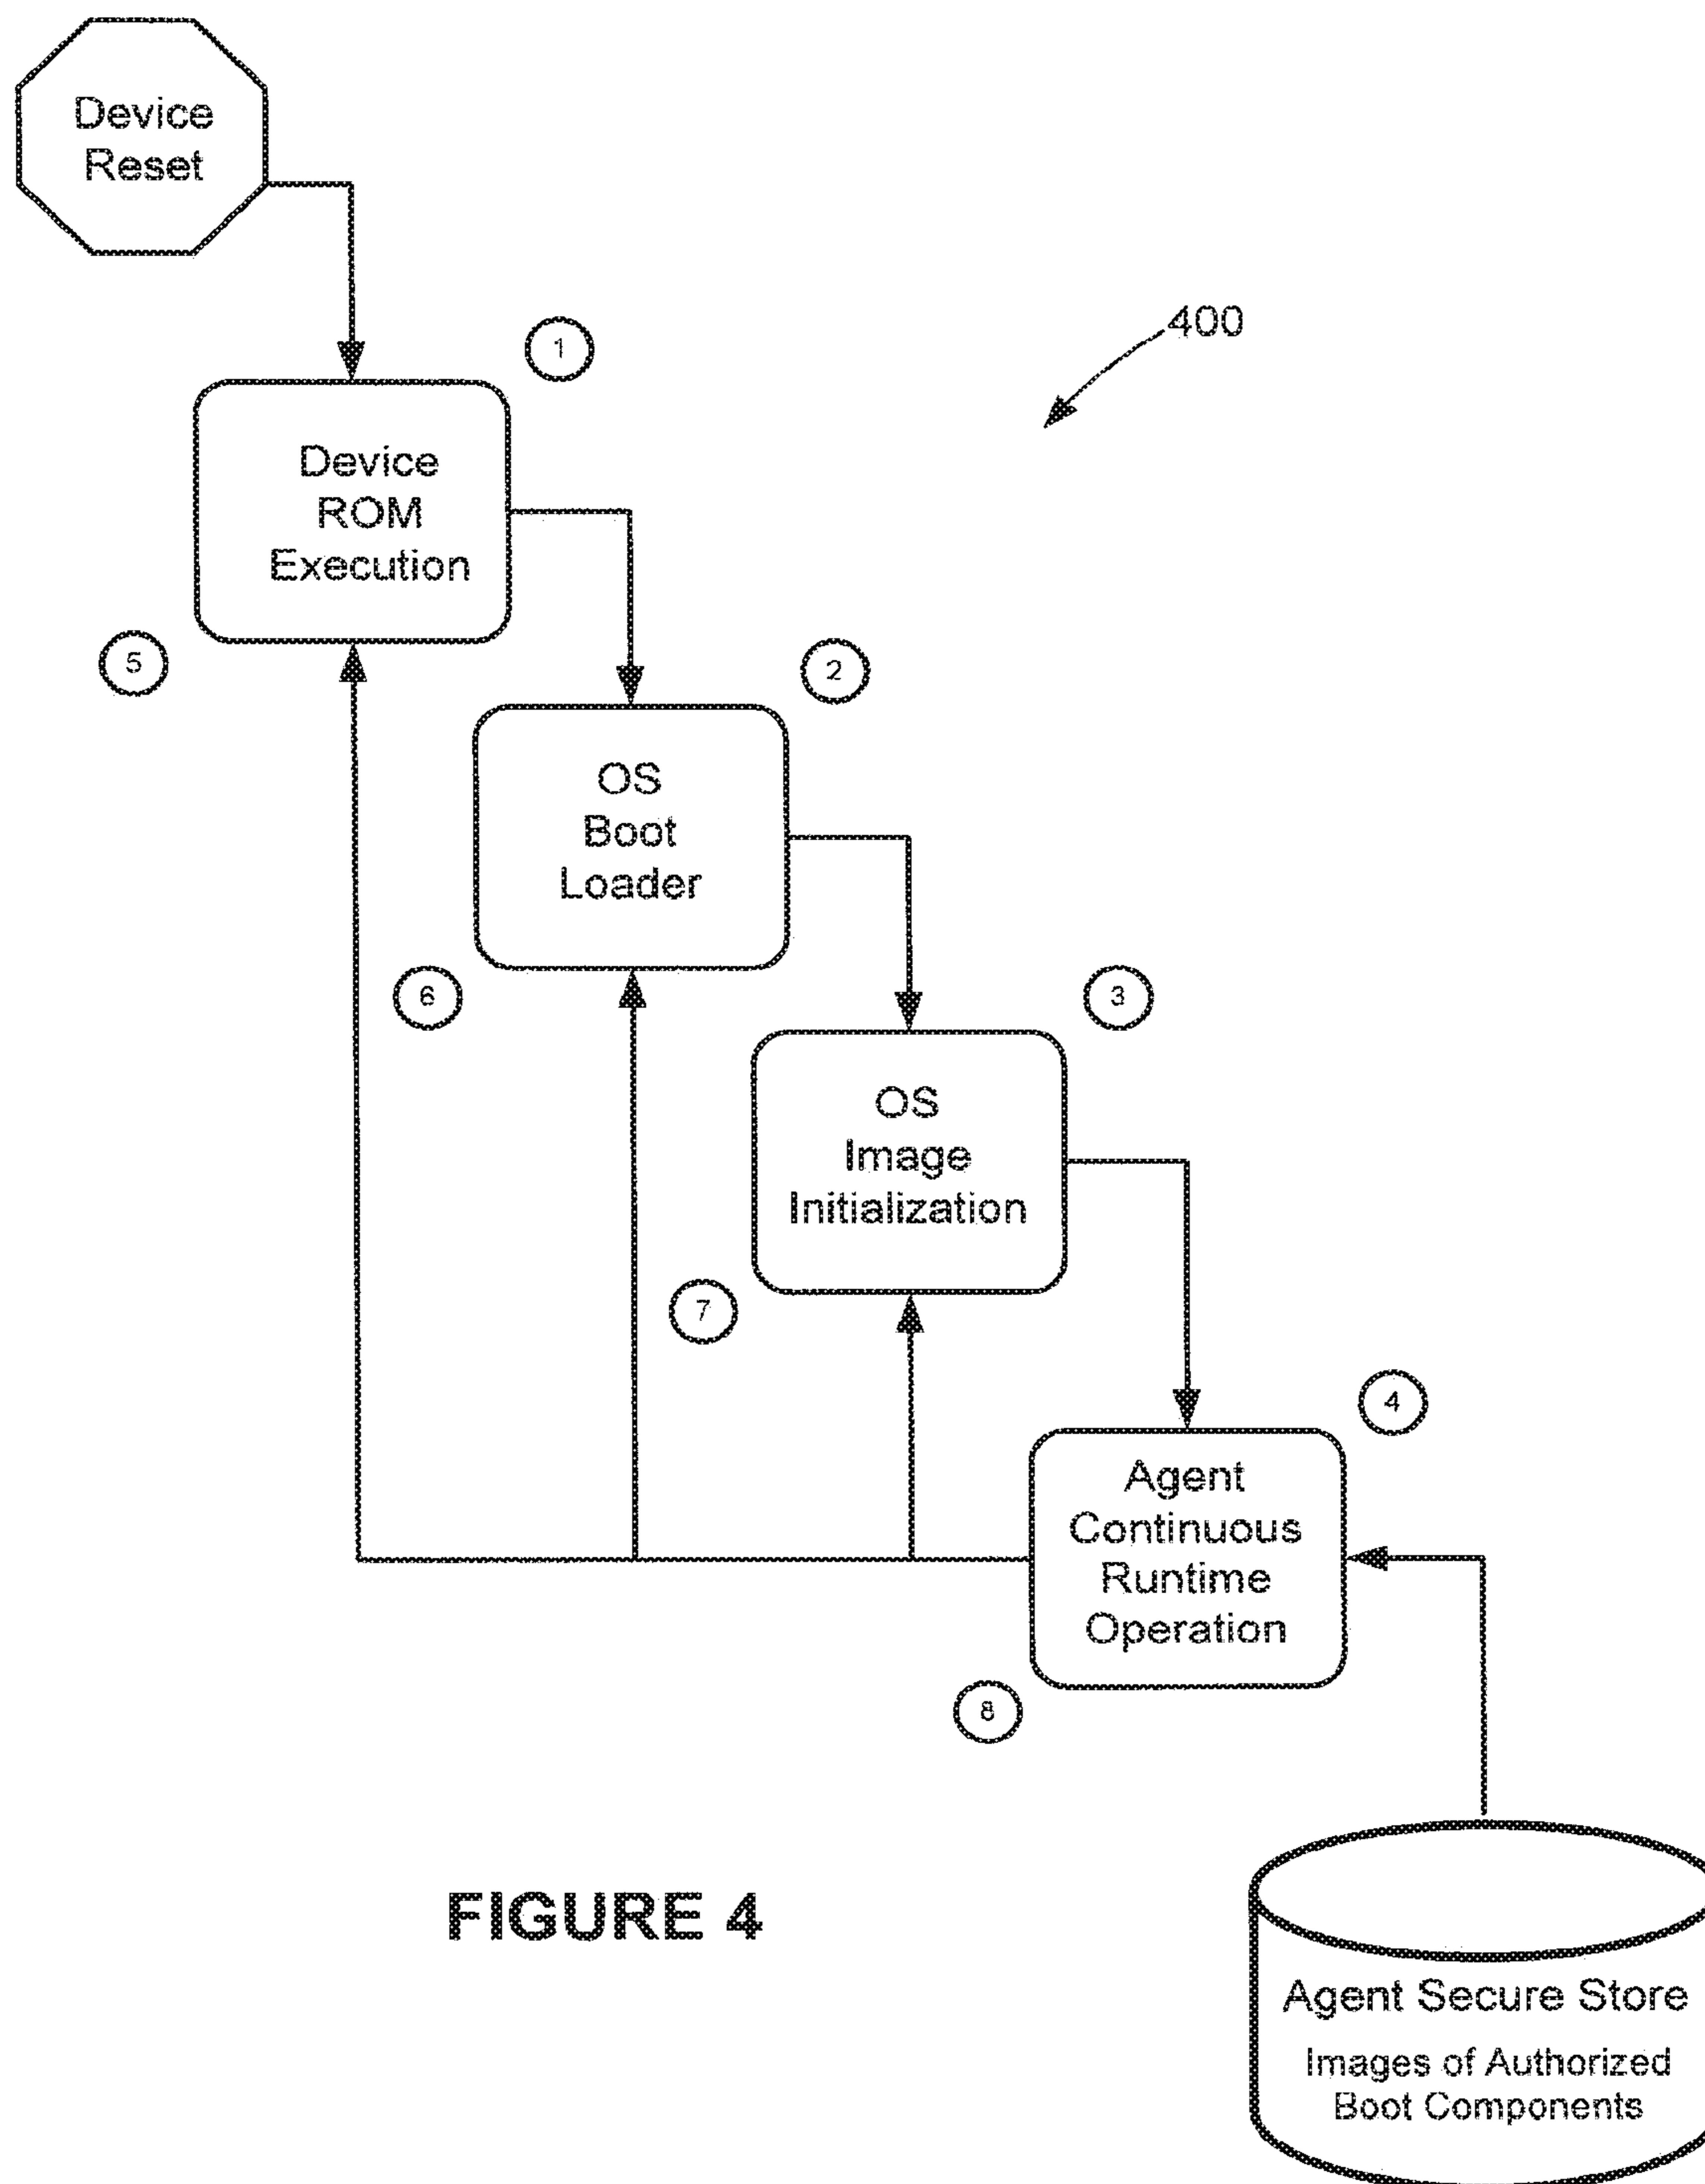 Device
Reset
400
1
Device
ROM
Execution
5
2
OS
Boot
Loader
6
3
OS
Image
Initialization
7
4
Agent
Continuous
Runtime
Operation
8
FIGURE 4
Agent Secure Store
Images of Authorized
Boot Components